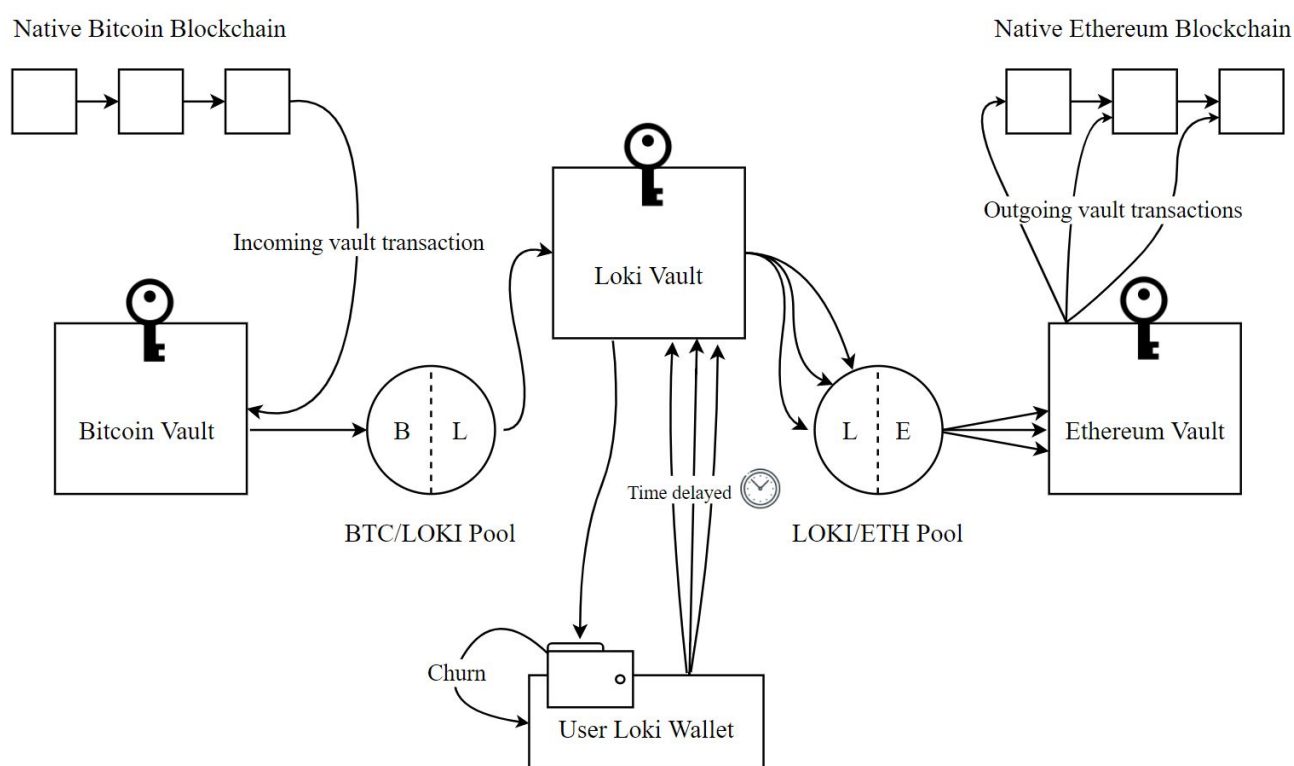 Native Bitcoin Blockchain
Native Ethereum Blockchain
Outgoing vault transactions
Incoming vault transaction
Loki Vault
Bitcoin Vault
B
L
L
E
Ethereum Vault
Time delayed
BTC/LOKI Pool
LOKI/ETH Pool
Churn
User Loki Wallet